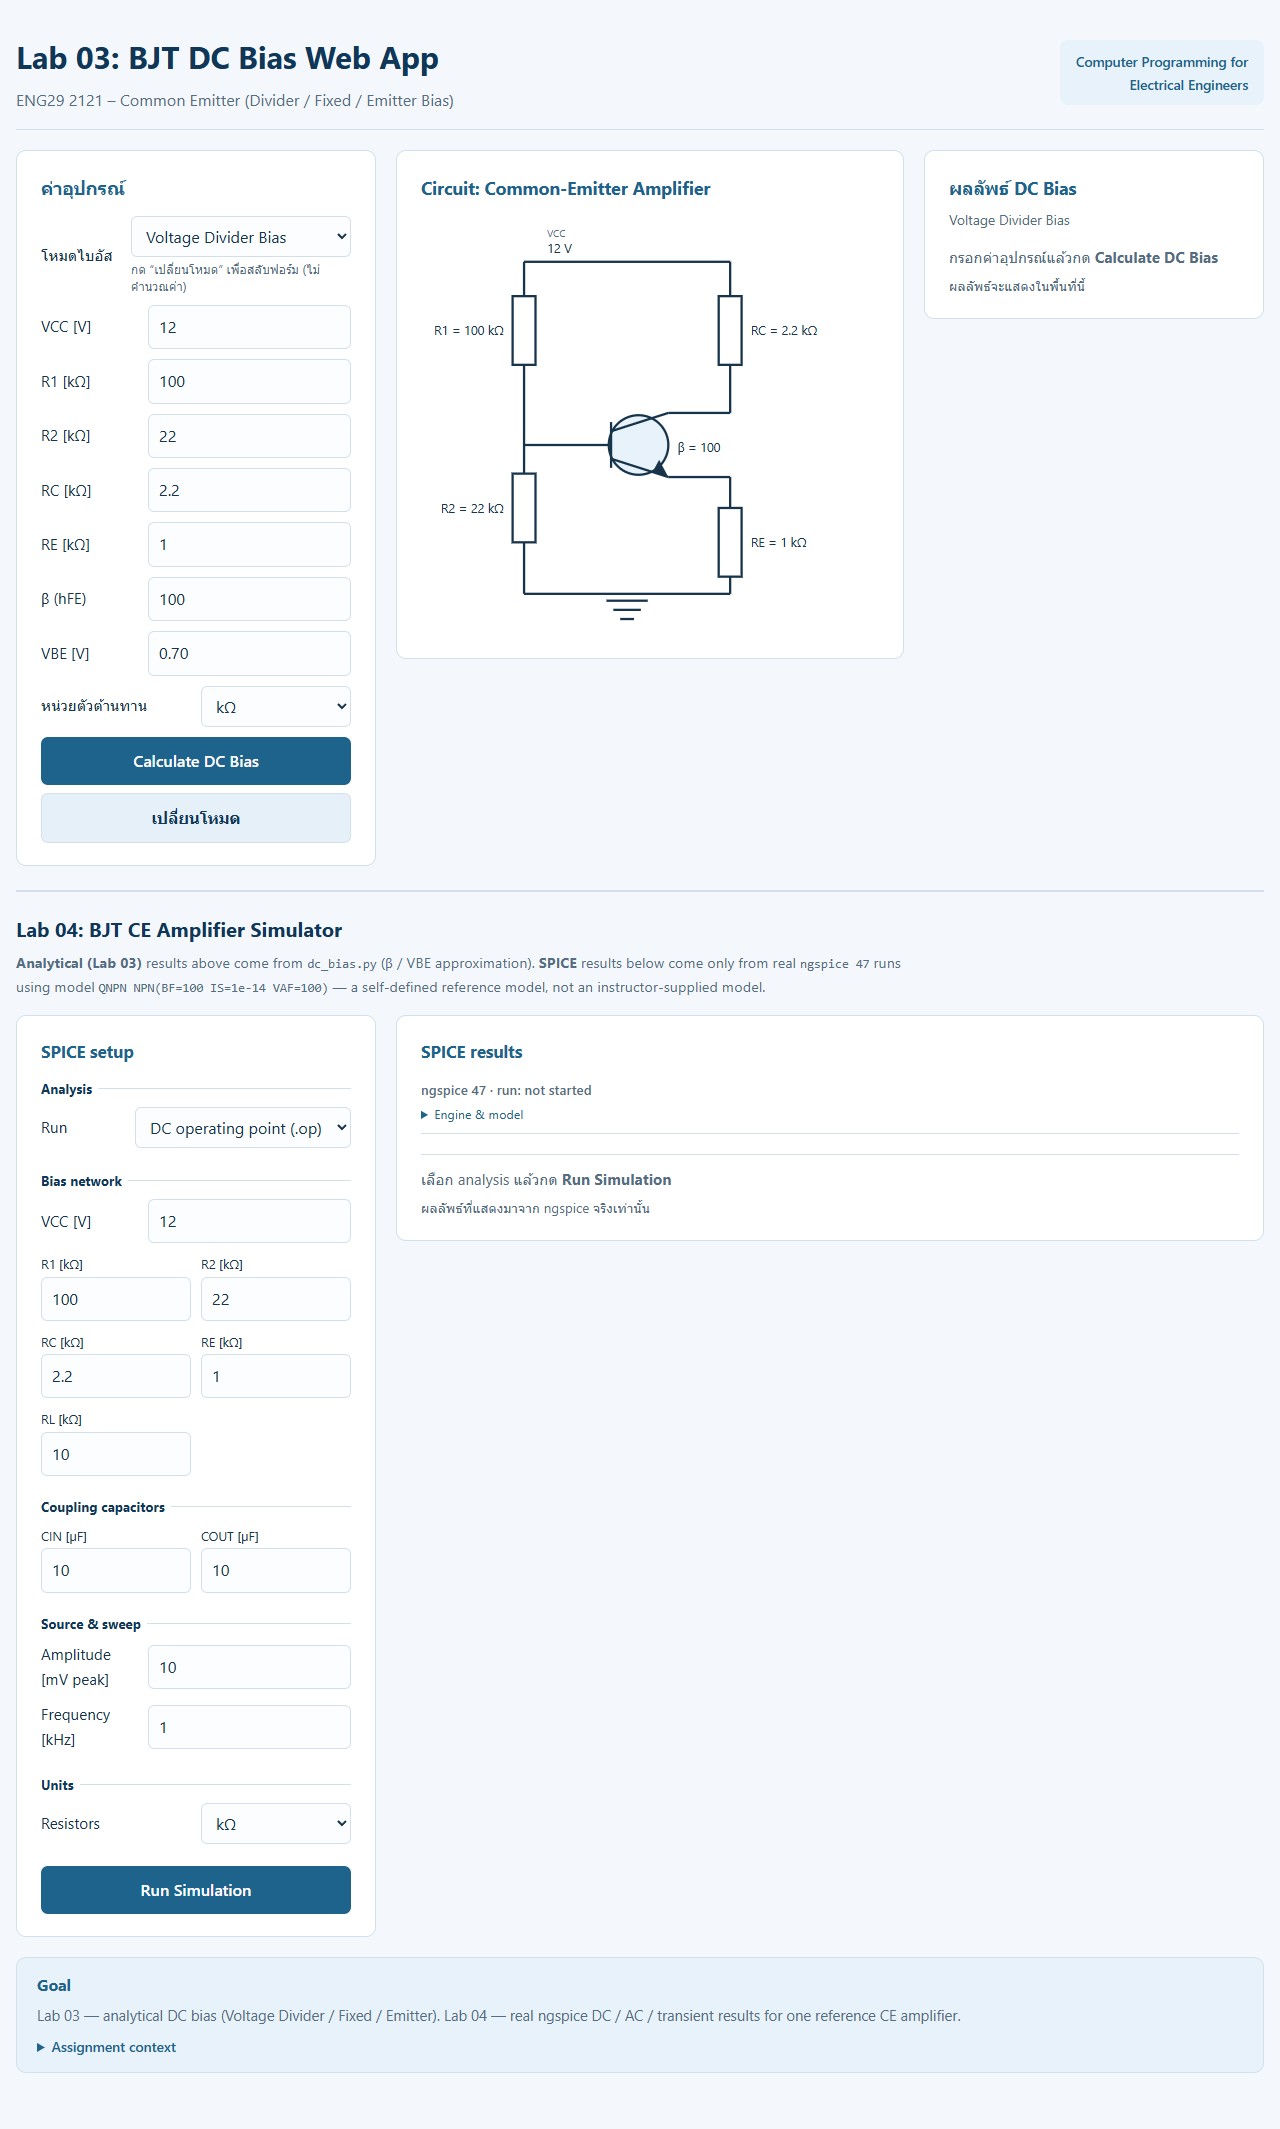 Lab 03: BJT DC Bias Web App
ENG29 2121 – Common Emitter (Divider / Fixed / Emitter Bias)
Computer Programming for
Electrical Engineers
ค่าอุปกรณ์
โหมดไบอัส
Voltage Divider Bias
กด “เปลี่ยนโหมด” เพื่อสลับฟอร์ม (ไม่
คำนวณค่า)
VCC [V]
12
R1 [kΩ]
100
R2 [kΩ]
22
RC [kΩ]
2.2
RE [kΩ]
1
β (hFE)
100
VBE [V]
0.70
หน่วยตัวต้านทาน
kΩ
Calculate DC Bias
เปลี่ยนโหมด
Circuit: Common-Emitter Amplifier
VCC
12 V
R1 = 100 kΩ
RC = 2.2 kΩ
β = 100
R2 = 22 kΩ
RE = 1 kΩ
ผลลัพธ์ DC Bias
Voltage Divider Bias
กรอกค่าอุปกรณ์แล้วกด Calculate DC Bias
ผลลัพธ์จะแสดงในพื้นที่นี้
Lab 04: BJT CE Amplifier Simulator
Analytical (Lab 03) results above come from dc_bias.py (β / VBE approximation). SPICE results below come only from real ngspice 47 runs
using model QNPN NPN(BF=100 IS=1e-14 VAF=100) — a self-defined reference model, not an instructor-supplied model.
SPICE setup
Analysis
Run
DC operating point (.op)
Bias network
VCC [V]
12
R1 [kΩ]
R2 [kΩ]
100
22
RC [kΩ]
RE [kΩ]
2.2
1
RL [kΩ]
10
Coupling capacitors
CIN [µF]
COUT [µF]
10
10
Source & sweep
Amplitude
[mV peak]
10
Frequency
[kHz]
1
Units
Resistors
kΩ
Run Simulation
SPICE results
ngspice 47 · run: not started
Engine & model
เลือก analysis แล้วกด Run Simulation
ผลลัพธ์ที่แสดงมาจาก ngspice จริงเท่านั้น
Goal
Lab 03 — analytical DC bias (Voltage Divider / Fixed / Emitter). Lab 04 — real ngspice DC / AC / transient results for one reference CE amplifier.
Assignment context